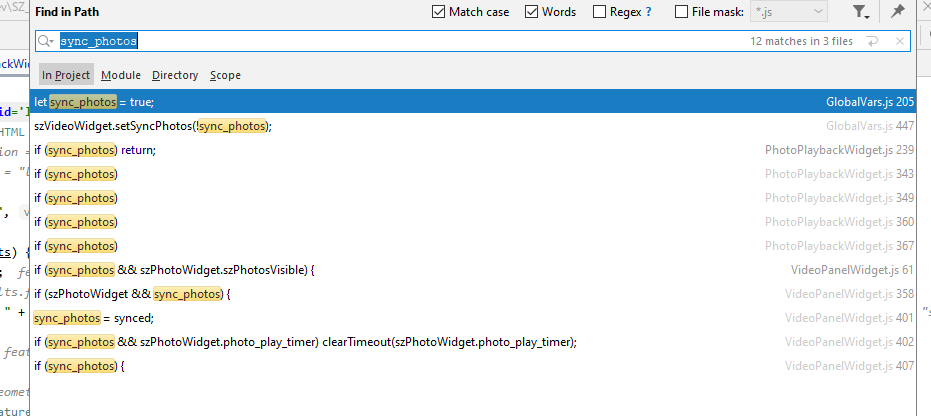 ev\SZ_
Find in Path
Match case
Words
Regex ?
File mask:
*.js
sync_photos
12 matches in 3 files
In Project Module Directory Scope
let sync_photos = true; GlobalVars.js 205
szVideoWidget.setSyncPhotos(!sync_photos); GlobalVars.js 447
if (sync_photos) return; PhotoPlaybackWidget.js 239
if (sync_photos) PhotoPlaybackWidget.js 343
if (sync_photos) PhotoPlaybackWidget.js 349
if (sync_photos) PhotoPlaybackWidget.js 360
if (sync_photos) PhotoPlaybackWidget.js 367
if (sync_photos && szPhotoWidget.szPhotosVisible) { VideoPanelWidget.js 61
if (szPhotoWidget && sync_photos) { VideoPanelWidget.js 358
sync_photos = synced; VideoPanelWidget.js 401
if (sync_photos && szPhotoWidget.photo_play_timer) clearTimeout(szPhotoWidget.photo_play_timer); VideoPanelWidget.js 402
if (sync_photos) { VideoPanelWidget.js 407